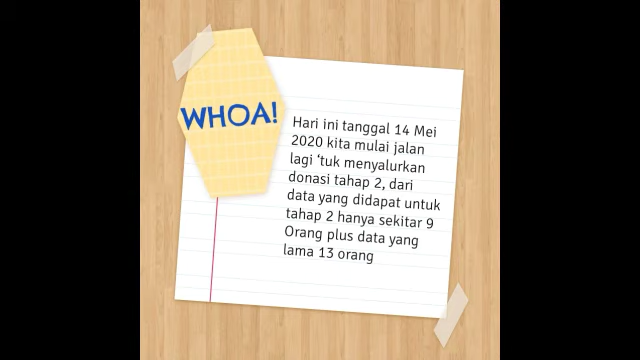 WHOA!
Hari ini tanggal 14 Mei
2020 kita mulai jalan
lagi ‘tuk menyalurkan
donasi tahap 2, dari
data yang didapat untuk
tahap 2 hanya sekitar 9
Orang plus data yang
lama 13 orang